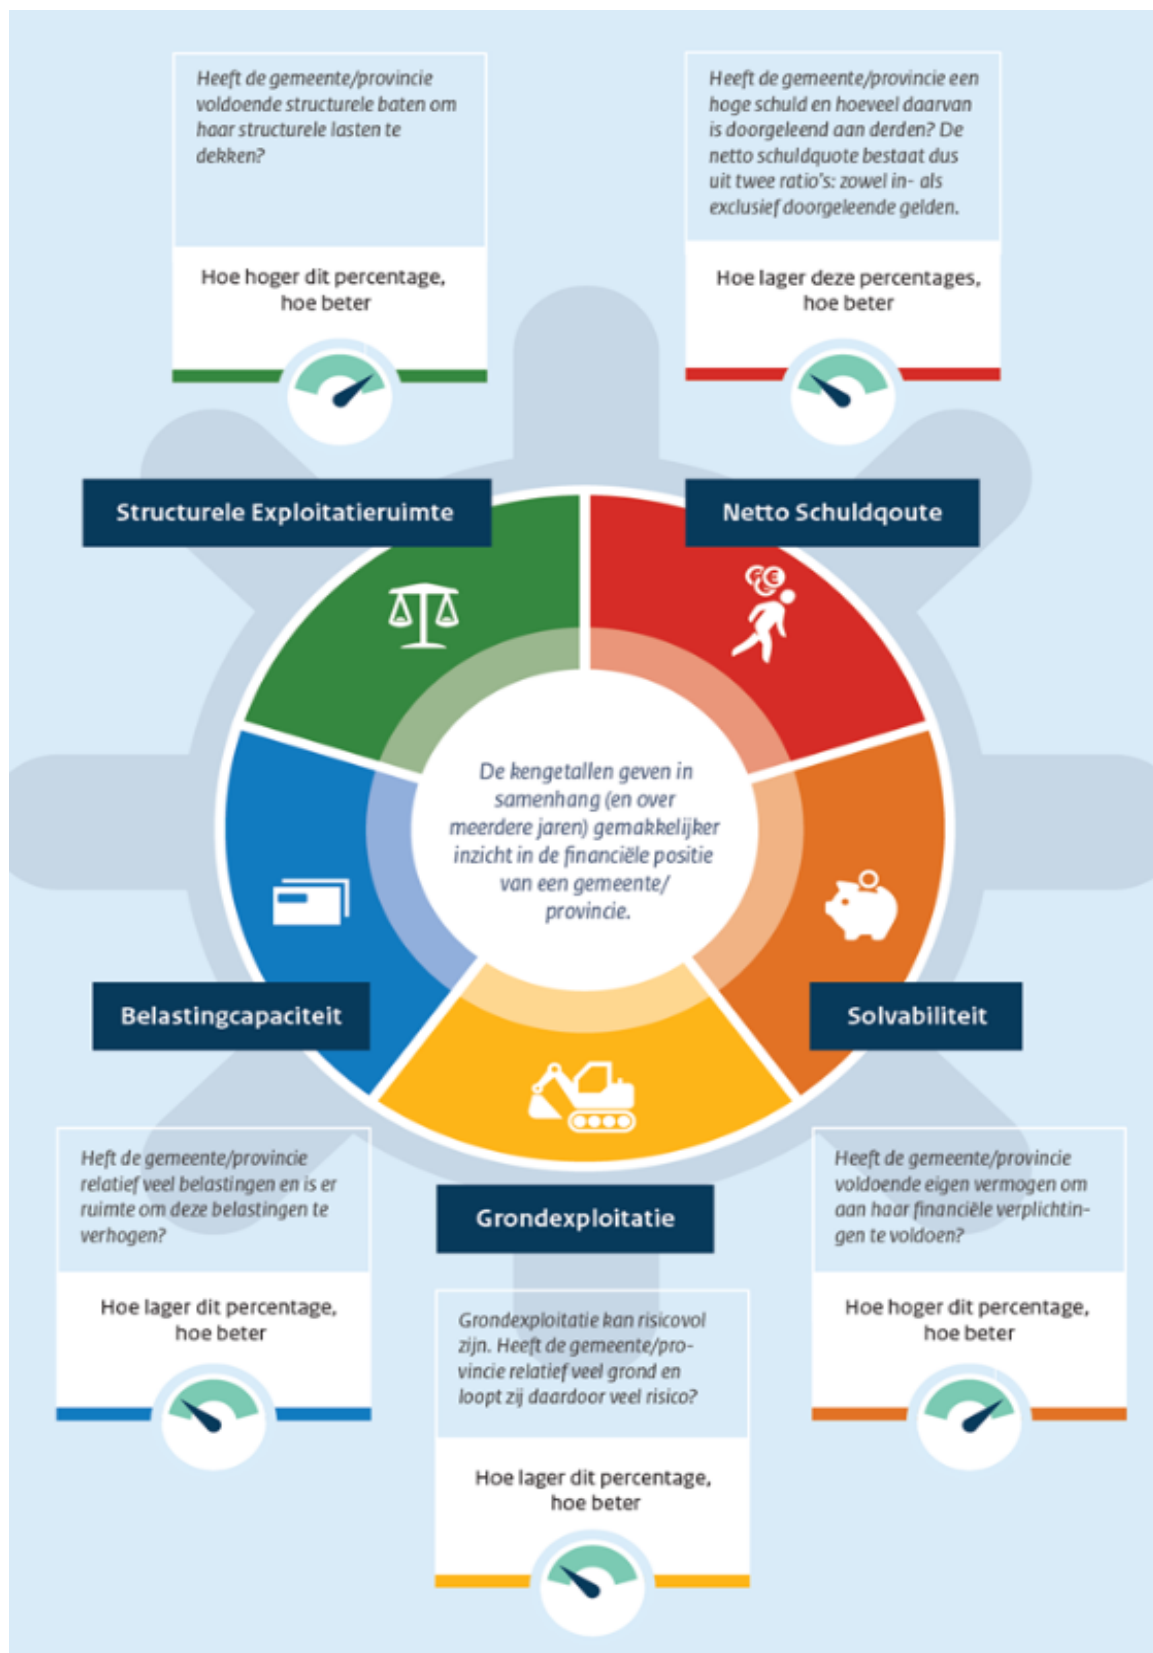 Heeft de gemeente/provincie
voldoende structurele baten om
haar structurele lasten te
dekken?
Hoe hoger dit percentage,
hoe beter
Heeft de gemeente/provincie een
hoge schuld en hoeveel daarvan
is doorgeleend aan derden? De
netto schuldquote bestaat dus
uit twee ratio's: zowel in- als
exclusief doorgeleende gelden.
Hoe lager deze percentages,
hoe beter
Structurele Exploitatieruimte
Netto Schuldqoute
De kengetallen geven in
samenhang (en over
meerdere jaren) gemakkelijker
inzicht in de financiële positie
van een gemeente/
provincie.
Belastingcapaciteit
Solvabiliteit
Heft de gemeente/provincie
relatief veel belastingen en is er
ruimte om deze belastingen te
verhogen?
Hoe lager dit percentage,
hoe beter
Grondexploitatie
Grondexploitatie kan risicovol
zijn. Heeft de gemeente/pro-
vincie relatief veel grond en
loopt zij daardoor veel risico?
Hoe lager dit percentage,
hoe beter
Heeft de gemeente/provincie
voldoende eigen vermogen om
aan haar financiële verplichtin-
gen te voldoen?
Hoe hoger dit percentage,
hoe beter